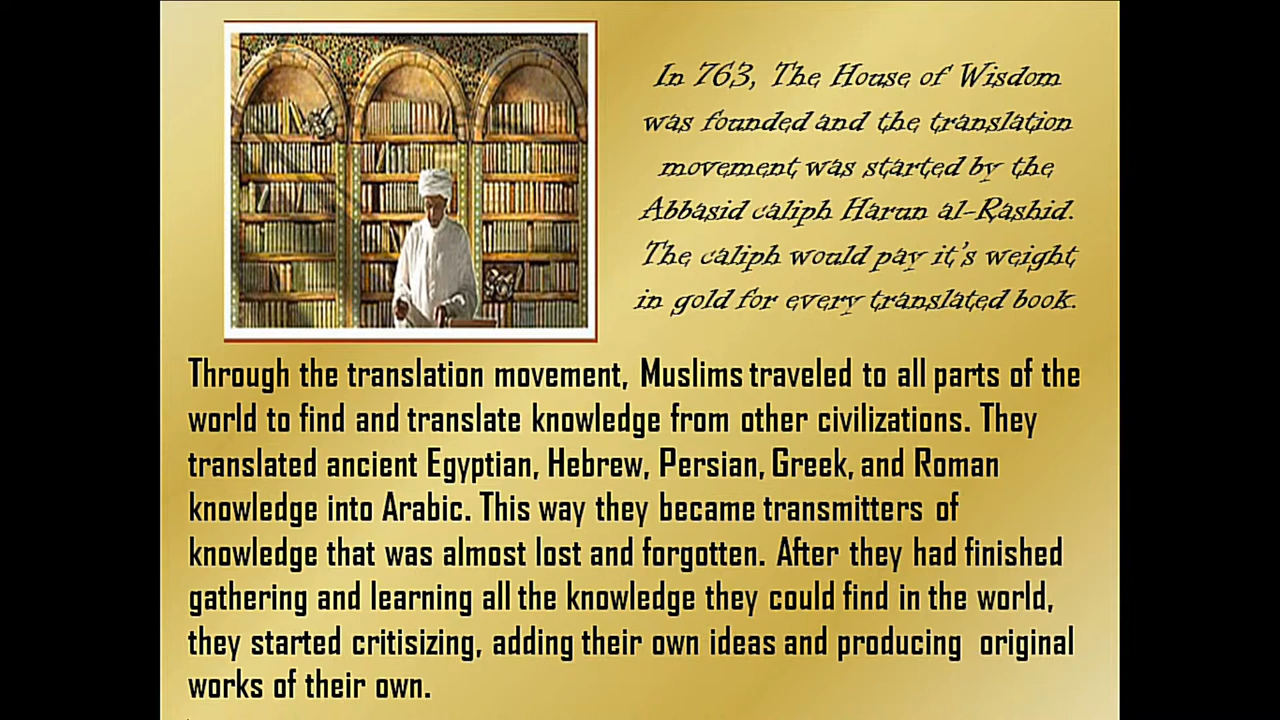 In 763, The House of Wisdom
was founded and the translation
movement was started by the
Abbasid caliph Harun al-Rashid.
The caliph would pay it's weight
in gold for every translated book.
Through the translation movement, Muslims traveled to all parts of the
world to find and translate knowledge from other civilizations. They
translated ancient Egyptian, Hebrew, Persian, Greek, and Roman
knowledge into Arabic. This way they became transmitters of
knowledge that was almost lost and forgotten. After they had finished
gathering and learning all the knowledge they could find in the world,
they started critisizing, adding their own ideas and producing original
works of their own.